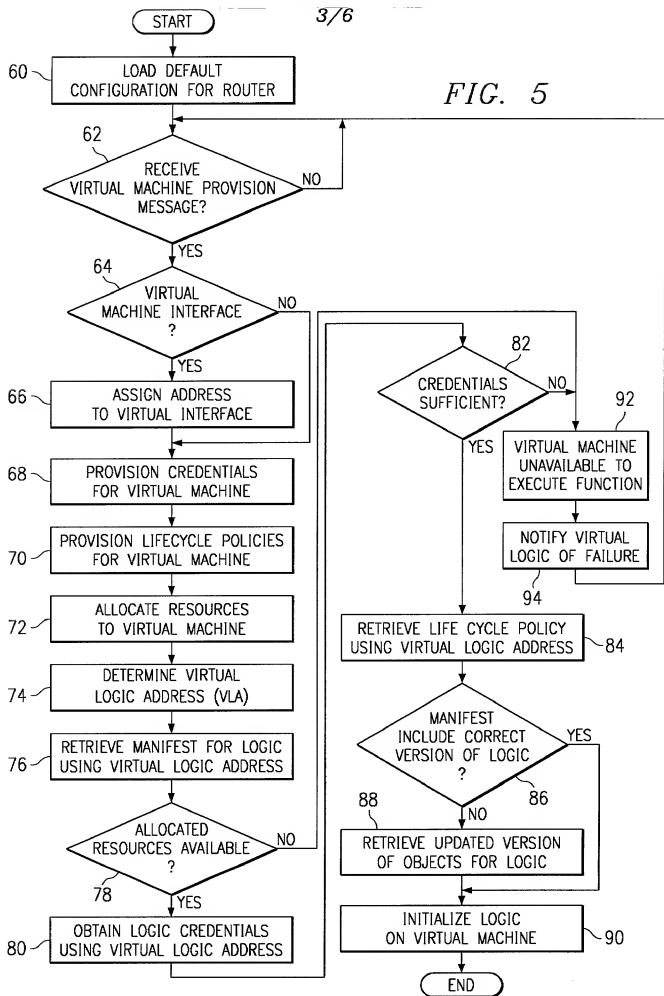 3/6
FIG. 5
START
60
LOAD DEFAULT
CONFIGURATION FOR ROUTER
62
RECEIVE
VIRTUAL MACHINE PROVISION
MESSAGE?
NO
YES
64
VIRTUAL
MACHINE INTERFACE
?
NO
YES
66
ASSIGN ADDRESS
TO VIRTUAL INTERFACE
68
PROVISION CREDENTIALS
FOR VIRTUAL MACHINE
70
PROVISION LIFECYCLE POLICIES
FOR VIRTUAL MACHINE
72
ALLOCATE RESOURCES
TO VIRTUAL MACHINE
74
DETERMINE VIRTUAL
LOGIC ADDRESS (VLA)
76
RETRIEVE MANIFEST FOR LOGIC
USING VIRTUAL LOGIC ADDRESS
ALLOCATED
RESOURCES AVAILABLE
?
NO
78
YES
80
OBTAIN LOGIC CREDENTIALS
USING VIRTUAL LOGIC ADDRESS
82
CREDENTIALS
SUFFICIENT?
NO
YES
92
VIRTUAL MACHINE
UNAVAILABLE TO
EXECUTE FUNCTION
NOTIFY VIRTUAL
LOGIC OF FAILURE
94
RETRIEVE LIFE CYCLE POLICY
USING VIRTUAL LOGIC ADDRESS
84
MANIFEST
INCLUDE CORRECT
VERSION OF LOGIC
?
YES
86
NO
88
RETRIEVE UPDATED VERSION
OF OBJECTS FOR LOGIC
INITIALIZE LOGIC
ON VIRTUAL MACHINE
90
END